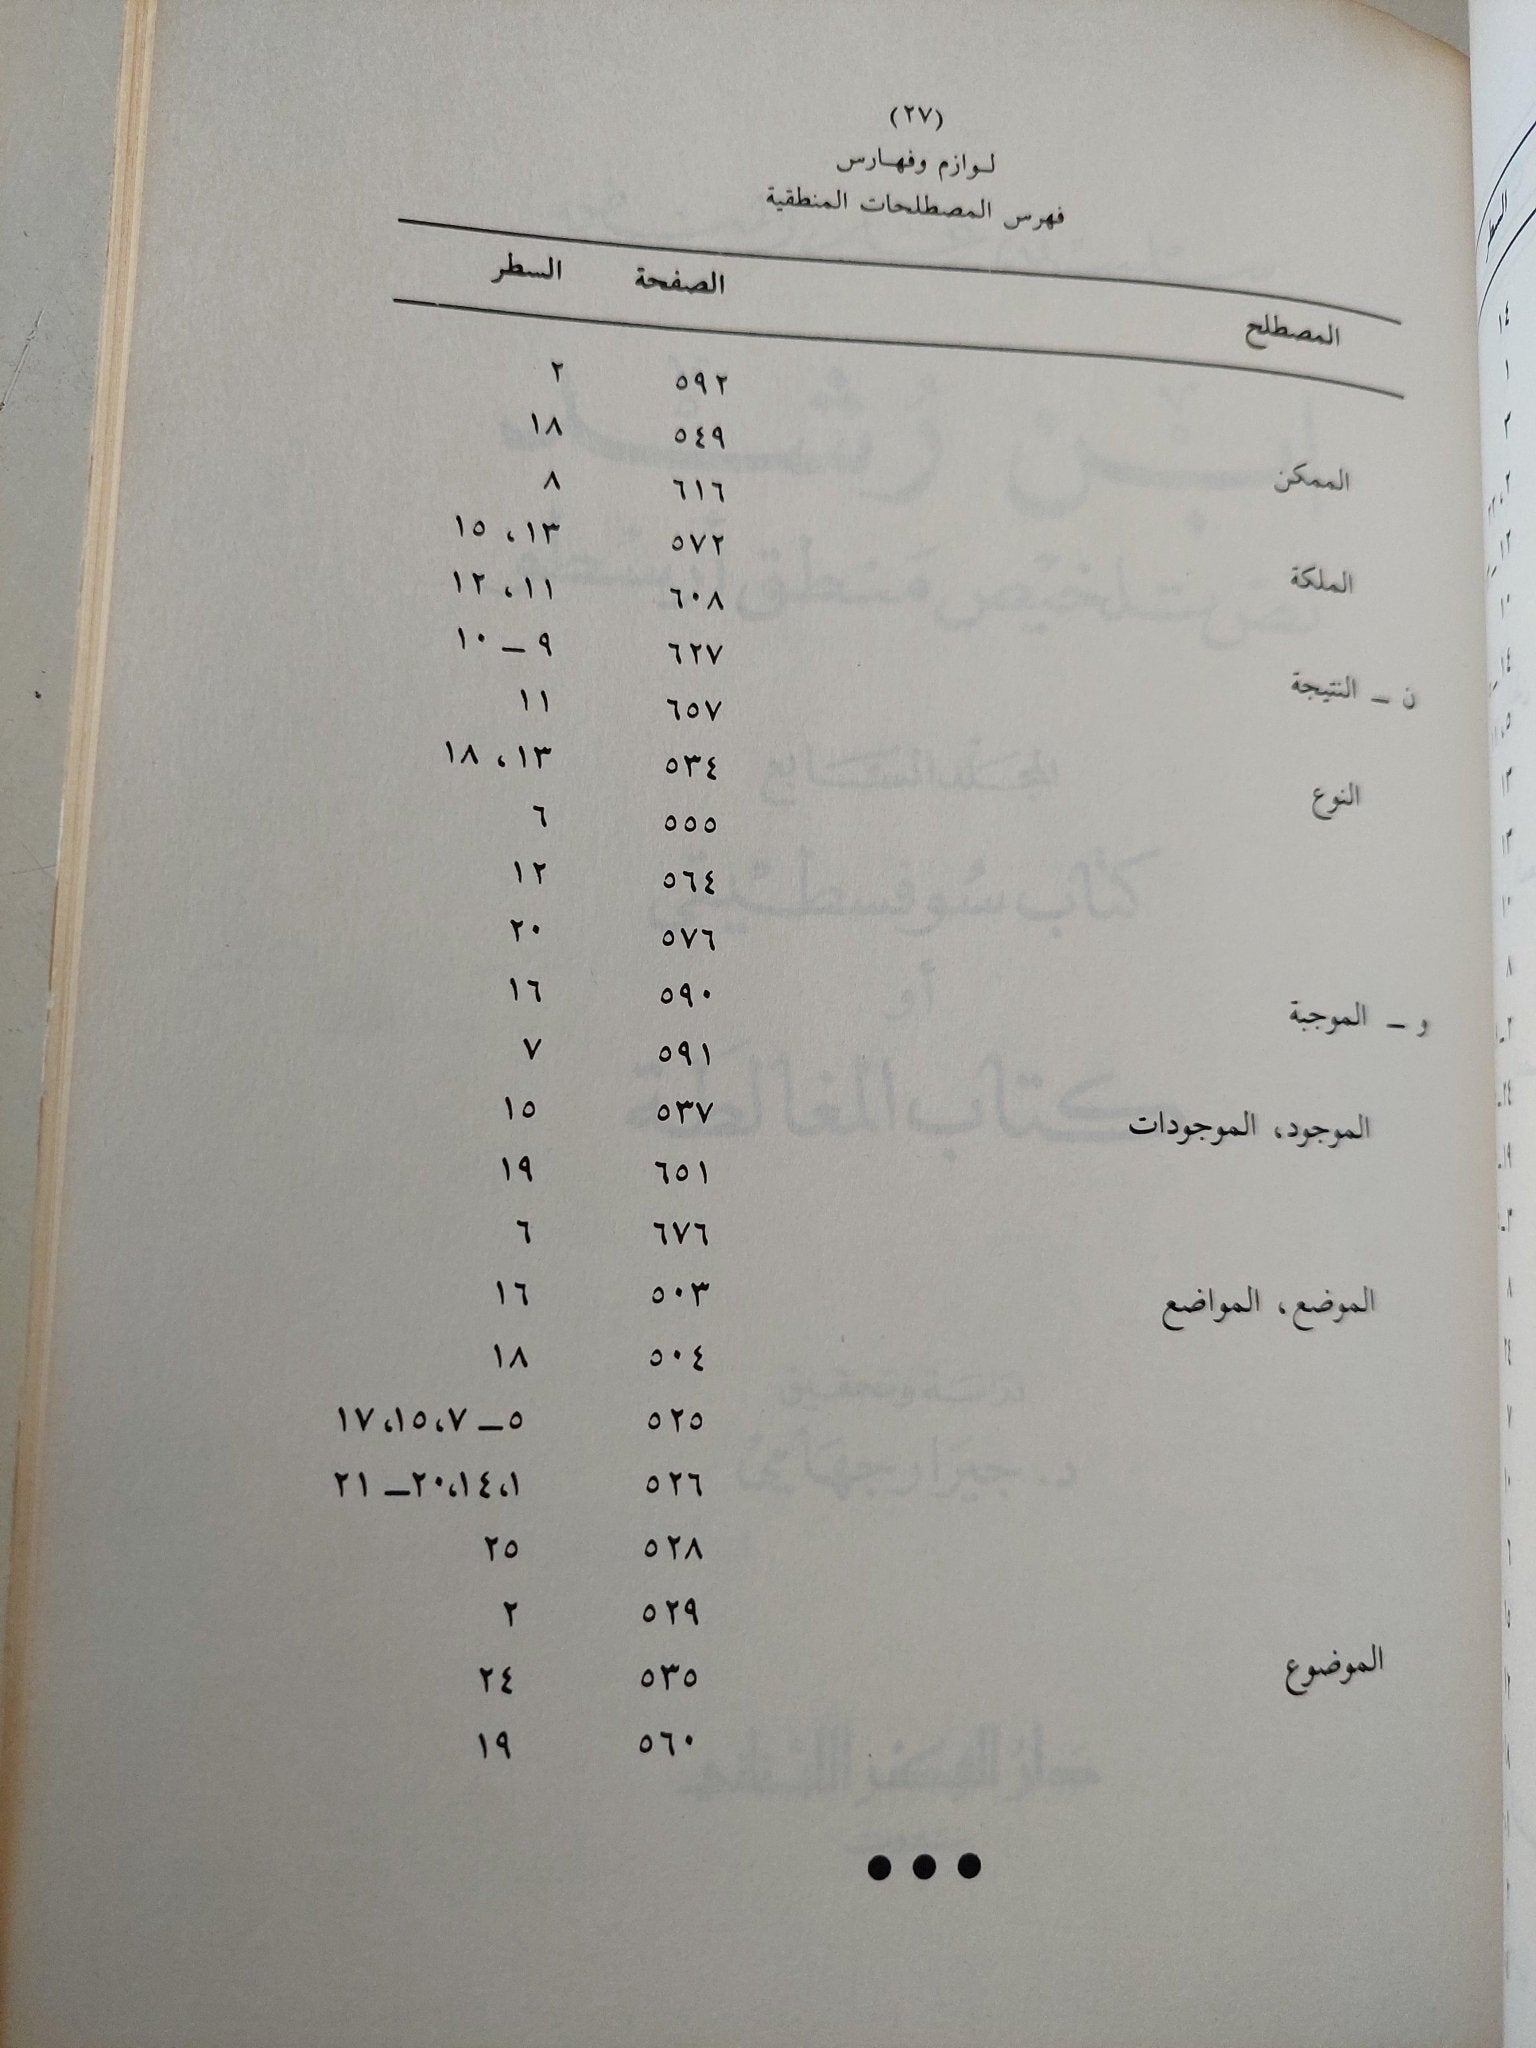 (٢٧)
لـوازم وفهـارس
فهرس المصطلحات المنطقية
المصطلح الصفحة السطر
٥٩٢ ٢
الممكن ٥٤٩ ١٨
٦١٦ ٨
الملكة ٥٧٢ ١٣، ١٥
٦٠٨ ١١، ١٢
ن ـ النتيجة ٦٢٧ ٩ ـ ١٠
٦٥٧ ١١
النوع ٥٣٤ ١٣، ١٨
٥٥٥ ٦
٥٦٤ ١٢
٥٧٦ ٢٠
و ـ الموجبة ٥٩٠ ١٦
٥٩١ ٧
الموجود، الموجودات ٥٣٧ ١٥
٦٥١ ١٩
٦٧٦ ٦
الموضع، المواضع ٥٠٣ ١٦
٥٠٤ ١٨
٥٢٥ ٥ ـ ٧، ١٥، ١٧
٥٢٦ ١، ١٤، ٢٠ ـ ٢١
٥٢٨ ٢٥
٥٢٩ ٢
الموضوع ٥٣٥ ٢٤
٥٦٠ ١٩